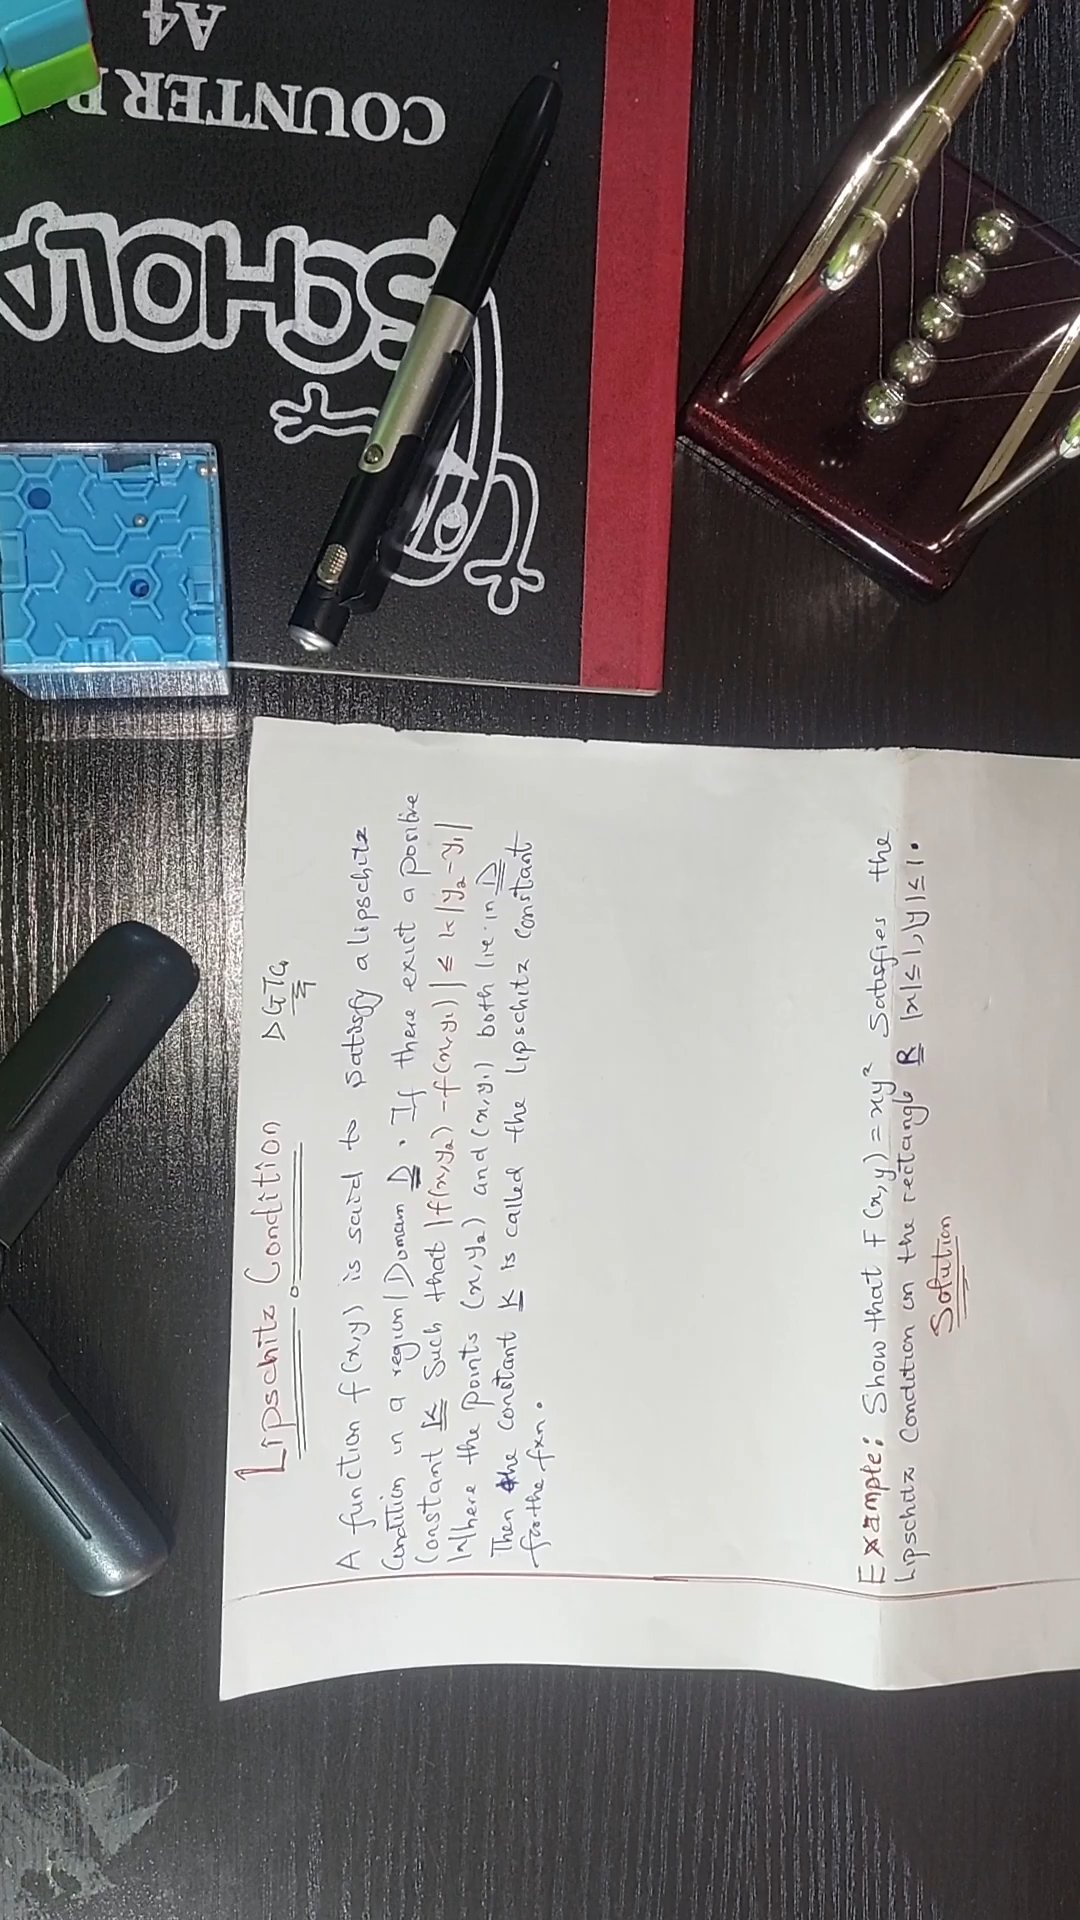 A4
COUNTER B
SCHOLA
Lipschitz Condition
A function f(x,y) is said to satisfy a lipschitz
Condition in a region/Domain D. If there exist a positive
Constant K Such that |f(x,y₂) -f(x,y₁)| ≤ k|y₂-y₁|
Where the points (x,y₂) and (x,y₁) both lie in D
Then the constant K is called the Lipschitz constant
for the fxn.
Example: Show that F(x,y) = xy² Satisfies the
Lipschitz Condition on the rectangle R |x| ≤ 1, |y| ≤ 1.
Solution